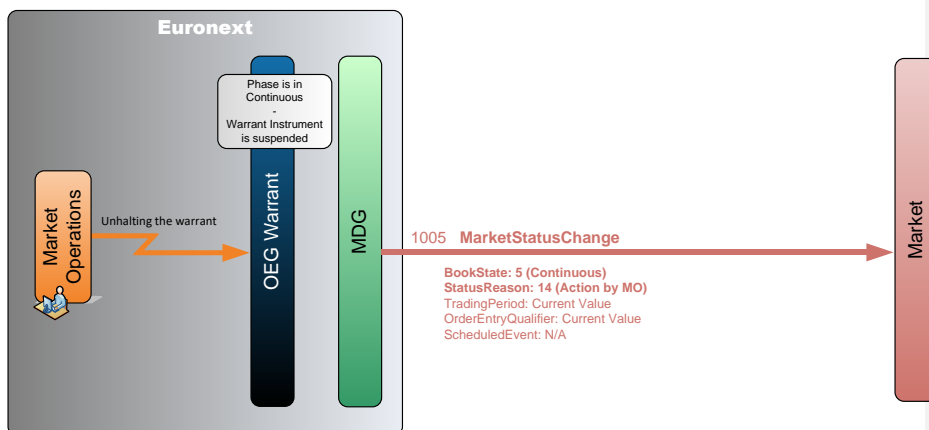 Euronext
Phase is in
Continuous
-
Warrant Instrument
is suspended
Market
Operations
Unhalting the warrant
OEG Warrant
MDG
1005 MarketStatusChange
BookState: 5 (Continuous)
StatusReason: 14 (Action by MO)
TradingPeriod: Current Value
OrderEntryQualifier: Current Value
ScheduledEvent: N/A
Market